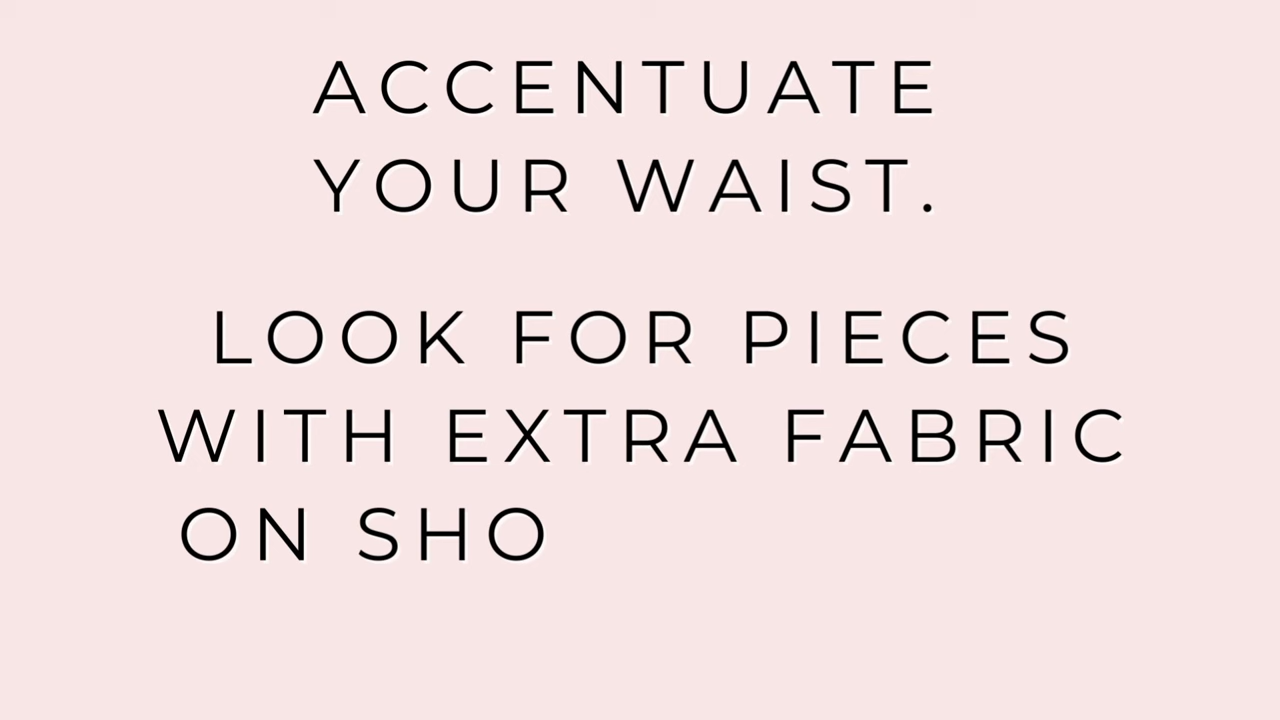 ACCENTUATE
YOUR WAIST.
LOOK FOR PIECES
WITH EXTRA FABRIC
ON SHO